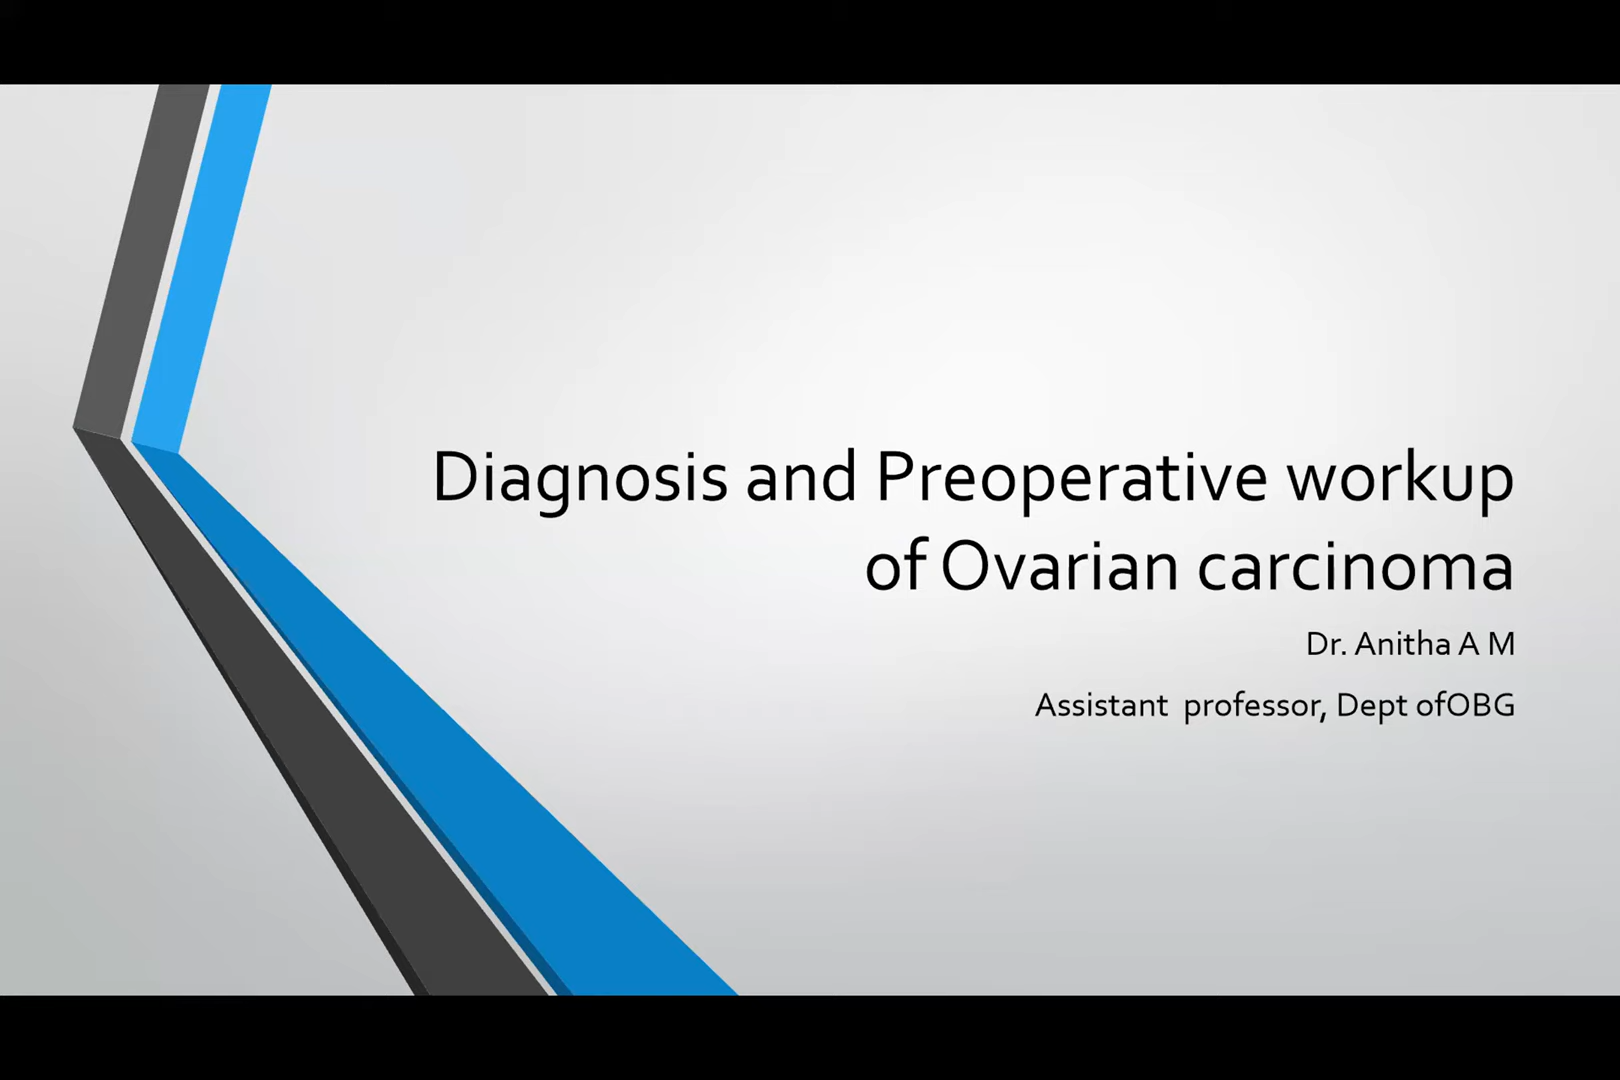 Diagnosis and Preoperative workup
of Ovarian carcinoma
Dr. Anitha A M
Assistant  professor, Dept ofOBG